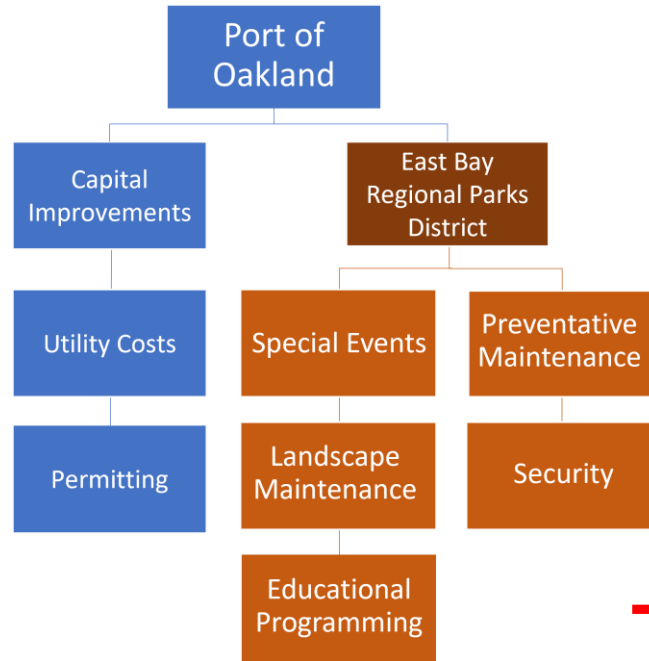 Port of
Oakland
Capital
Improvements
East Bay
Regional Parks
District
Utility Costs
Special Events
Preventative
Maintenance
Permitting
Landscape
Maintenance
Security
Educational
Programming